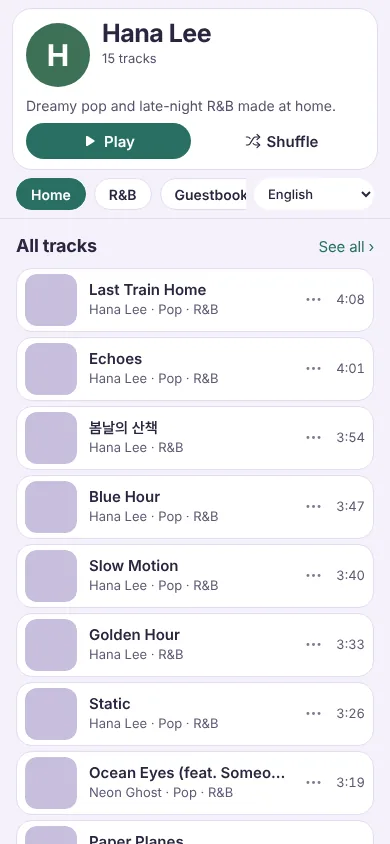 H
Hana Lee
15 tracks
Dreamy pop and late-night R&B made at home.
Play
Shuffle
Home
R&B
Guestbook
English
All tracks
See all ›
Last Train Home
Hana Lee · Pop · R&B
··· 4:08
Echoes
Hana Lee · Pop · R&B
··· 4:01
봄날의 산책
Hana Lee · R&B
··· 3:54
Blue Hour
Hana Lee · Pop · R&B
··· 3:47
Slow Motion
Hana Lee · Pop · R&B
··· 3:40
Golden Hour
Hana Lee · R&B
··· 3:33
Static
Hana Lee · Pop · R&B
··· 3:26
Ocean Eyes (feat. Someo...
Neon Ghost · Pop · R&B
··· 3:19
Paper Planes